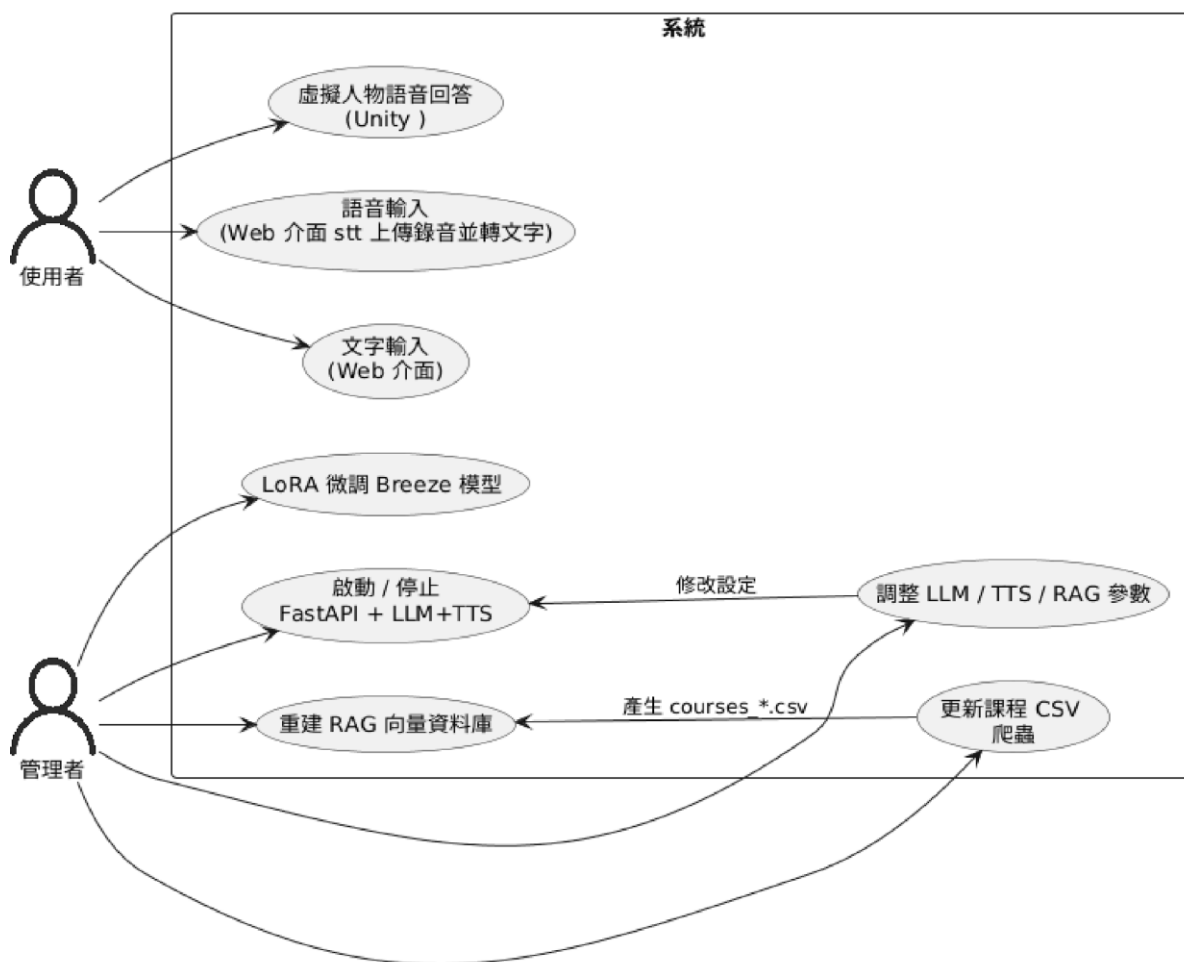 系統
虛擬人物語音回答
(Unity )
語音輸入
(Web 介面 stt 上傳錄音並轉文字)
使用者
文字輸入
(Web 介面)
LoRA 微調 Breeze 模型
啟動 / 停止
FastAPI + LLM+TTS
修改設定
調整 LLM / TTS / RAG 參數
重建 RAG 向量資料庫
產生 courses_*.csv
更新課程 CSV
爬蟲
管理者